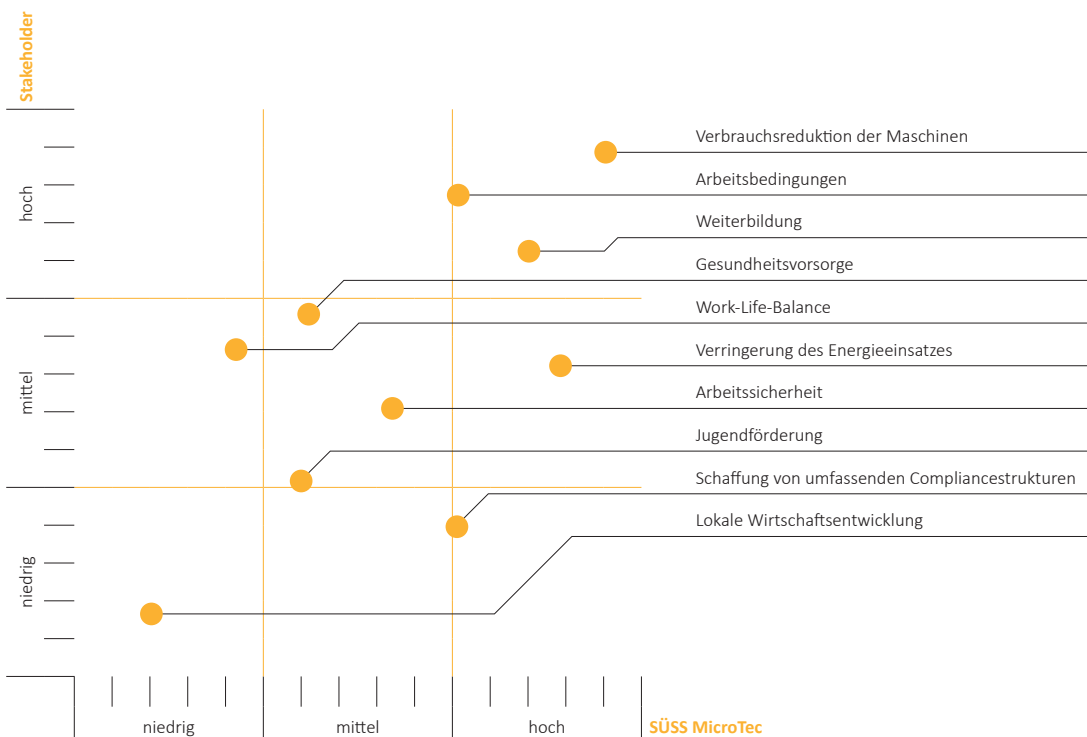 Stakeholder
hoch
mittel
niedrig
Verbrauchsreduktion der Maschinen
Arbeitsbedingungen
Weiterbildung
Gesundheitsvorsorge
Work-Life-Balance
Verringerung des Energieeinsatzes
Arbeitssicherheit
Jugendförderung
Schaffung von umfassenden Compliancestrukturen
Lokale Wirtschaftsentwicklung
niedrig
mittel
hoch
SÜSS MicroTec